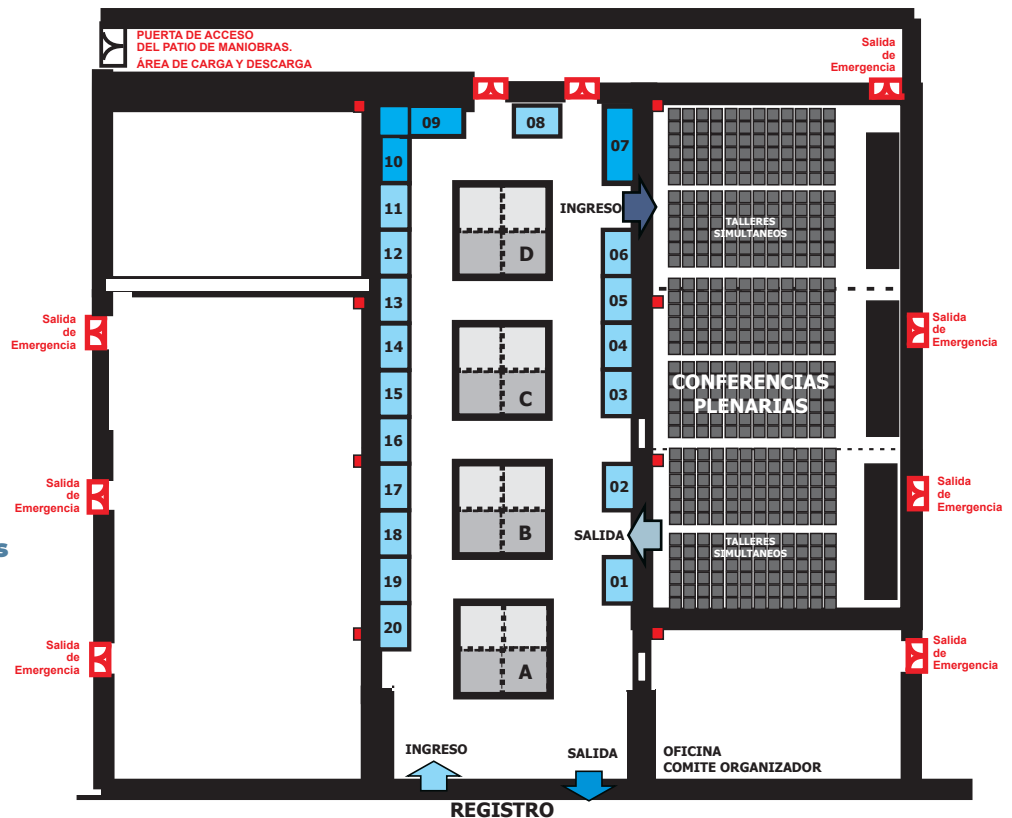 PUERTA DE ACCESO
DEL PATIO DE MANIOBRAS.
ÁREA DE CARGA Y DESCARGA
Salida
de
Emergencia
09
08
07
10
11
12
13
14
15
16
17
18
19
20
INGRESO
D
C
B
A
06
05
04
03
02
SALIDA
01
TALLERES
SIMULTANEOS
CONFERENCIAS
PLENARIAS
TALLERES
SIMULTANEOS
Salida
de
Emergencia
Salida
de
Emergencia
Salida
de
Emergencia
Salida
de
Emergencia
Salida
de
Emergencia
Salida
de
Emergencia
s
INGRESO
SALIDA
OFICINA
COMITE ORGANIZADOR
REGISTRO